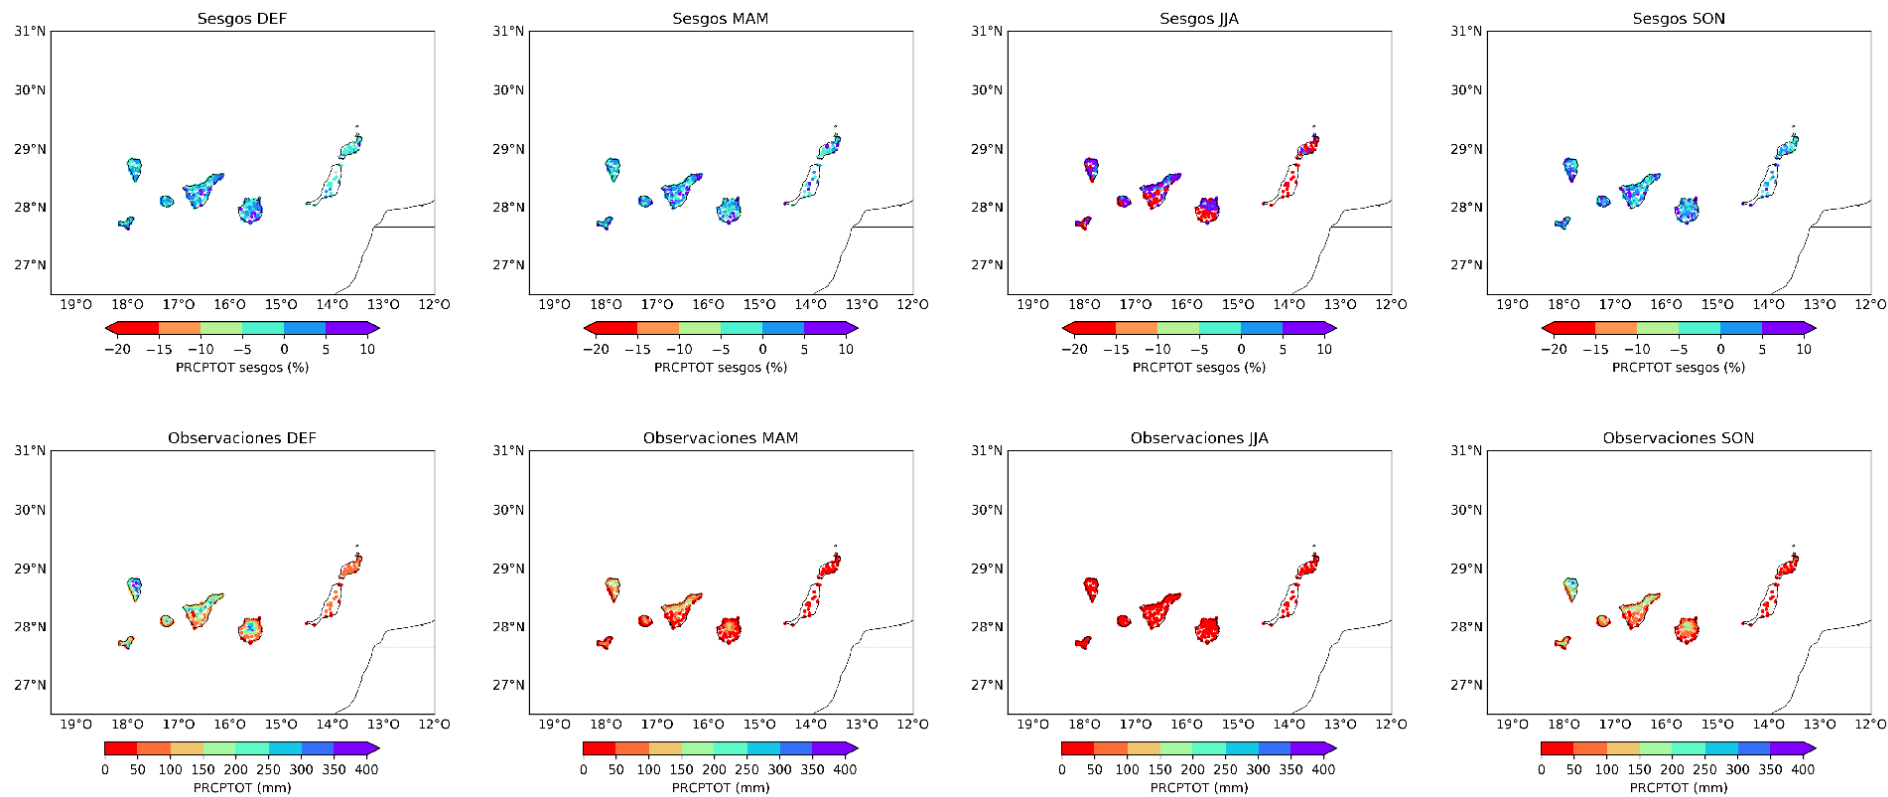 Sesgos DEF
Sesgos MAM
Sesgos JJA
Sesgos SON
31°N 31°N 31°N 31°N
30°N 30°N 30°N 30°N
29°N 29°N 29°N 29°N
28°N 28°N 28°N 28°N
27°N 27°N 27°N 27°N
19°O 18°O 17°O 16°O 15°O 14°O 13°O 12°O
19°O 18°O 17°O 16°O 15°O 14°O 13°O 12°O
19°O 18°O 17°O 16°O 15°O 14°O 13°O 12°O
19°O 18°O 17°O 16°O 15°O 14°O 13°O 12°O
−20 −15 −10 −5 0 5 10
−20 −15 −10 −5 0 5 10
−20 −15 −10 −5 0 5 10
−20 −15 −10 −5 0 5 10
PRCPTOT sesgos (%)
PRCPTOT sesgos (%)
PRCPTOT sesgos (%)
PRCPTOT sesgos (%)
Observaciones DEF
Observaciones MAM
Observaciones JJA
Observaciones SON
31°N 31°N 31°N 31°N
30°N 30°N 30°N 30°N
29°N 29°N 29°N 29°N
28°N 28°N 28°N 28°N
27°N 27°N 27°N 27°N
19°O 18°O 17°O 16°O 15°O 14°O 13°O 12°O
19°O 18°O 17°O 16°O 15°O 14°O 13°O 12°O
19°O 18°O 17°O 16°O 15°O 14°O 13°O 12°O
19°O 18°O 17°O 16°O 15°O 14°O 13°O 12°O
0 50 100 150 200 250 300 350 400
0 50 100 150 200 250 300 350 400
0 50 100 150 200 250 300 350 400
0 50 100 150 200 250 300 350 400
PRCPTOT (mm)
PRCPTOT (mm)
PRCPTOT (mm)
PRCPTOT (mm)